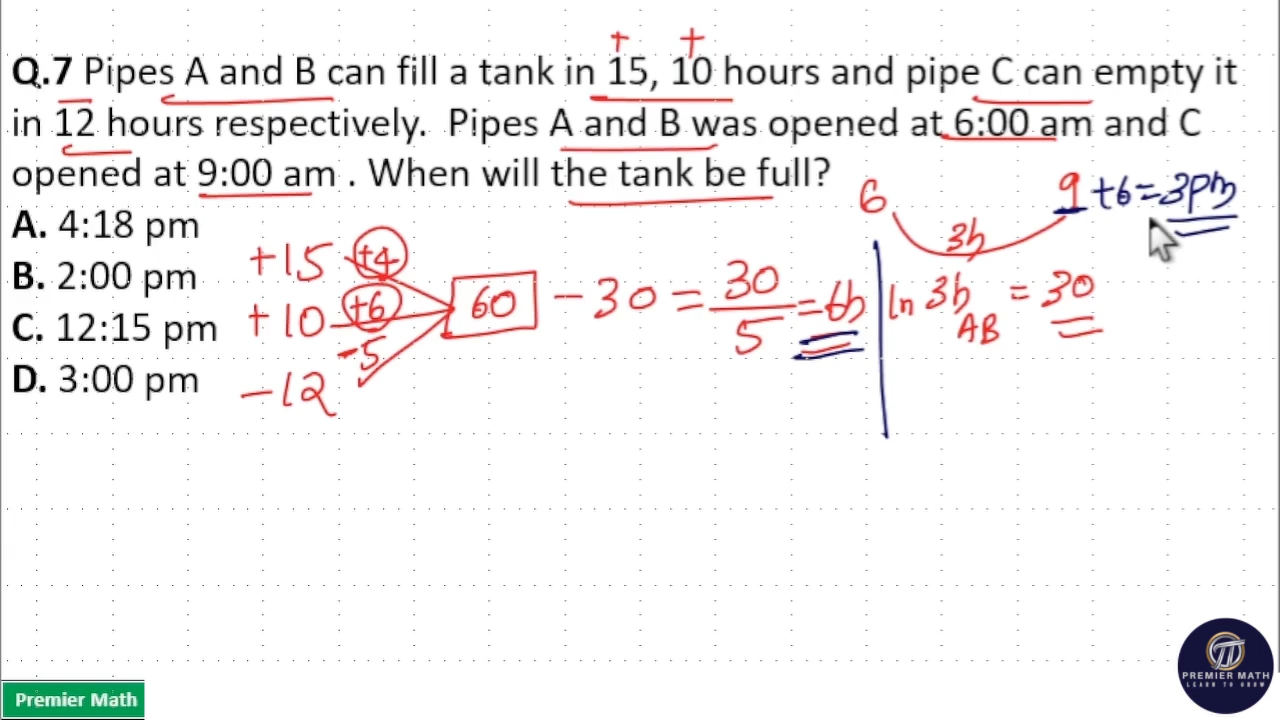 + +
Q.7 Pipes A and B can fill a tank in 15, 10 hours and pipe C can empty it
in 12 hours respectively. Pipes A and B was opened at 6:00 am and C
opened at 9:00 am . When will the tank be full?
6 9 +6=3pm
3h
A. 4:18 pm
B. 2:00 pm
C. 12:15 pm
D. 3:00 pm
+15 +4
+10 +6
-12 -5
60 - 30 = 30/5 = 6h
In 3h = 30
AB
PREMIER MATH
LEARN TO GROW
Premier Math